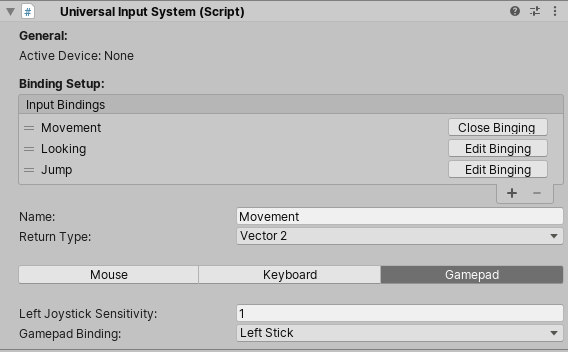 Universal Input System (Script)
General:
Active Device: None
Binding Setup:
Input Bindings
Movement Close Binging
Looking Edit Binging
Jump Edit Binging
Name: Movement
Return Type: Vector 2
Mouse Keyboard Gamepad
Left Joystick Sensitivity: 1
Gamepad Binding: Left Stick